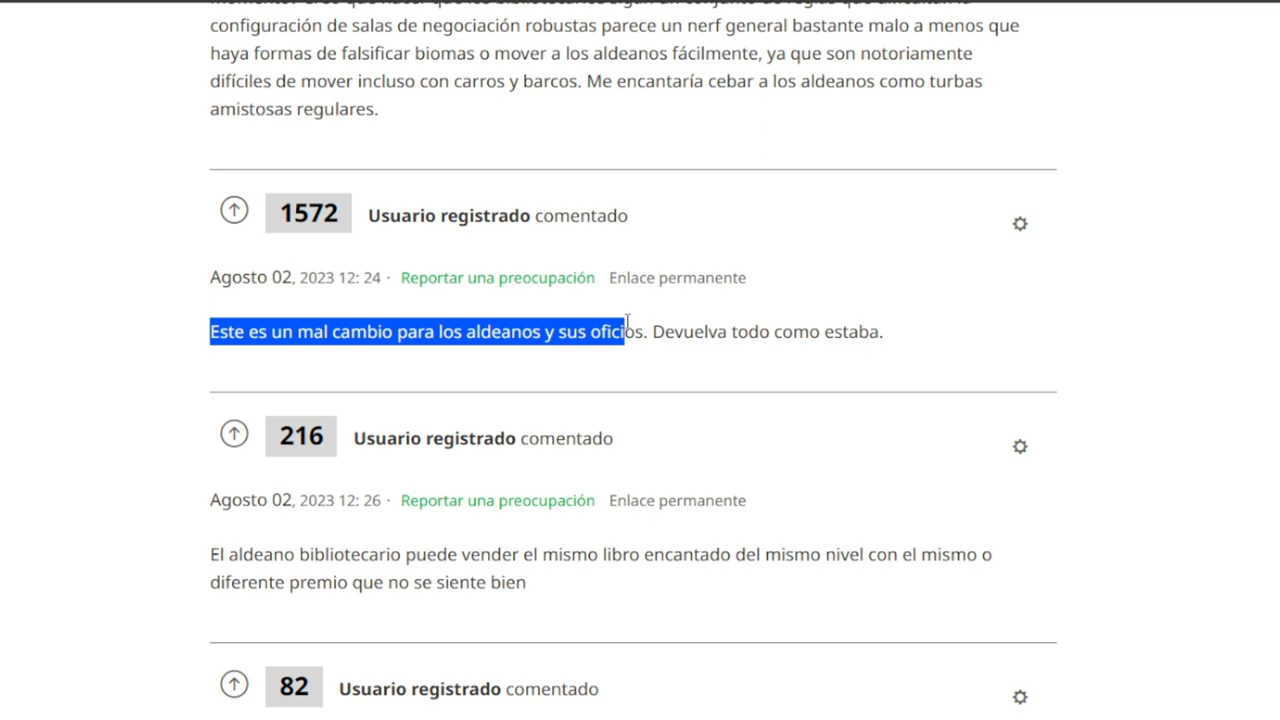 configuración de salas de negociación robustas parece un nerf general bastante malo a menos que
haya formas de falsificar biomas o mover a los aldeanos fácilmente, ya que son notoriamente
difíciles de mover incluso con carros y barcos. Me encantaría cebar a los aldeanos como turbas
amistosas regulares.
1572 Usuario registrado comentado
Agosto 02, 2023 12: 24 · Reportar una preocupación Enlace permanente
Este es un mal cambio para los aldeanos y sus oficios. Devuelva todo como estaba.
216 Usuario registrado comentado
Agosto 02, 2023 12: 26 · Reportar una preocupación Enlace permanente
El aldeano bibliotecario puede vender el mismo libro encantado del mismo nivel con el mismo o
diferente premio que no se siente bien
82 Usuario registrado comentado